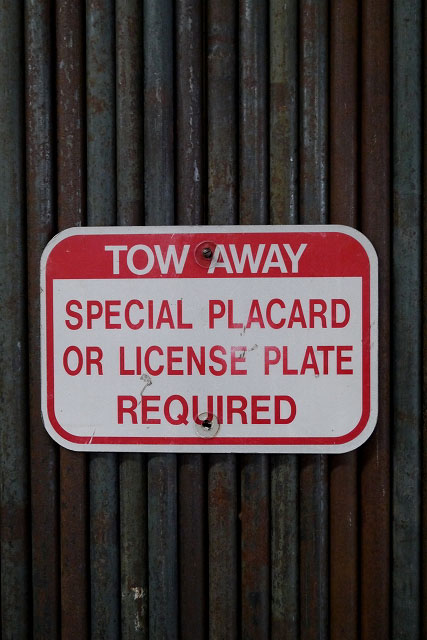 TOW AWAY
SPECIAL PLACARD
OR LICENSE PLATE
REQUIRED